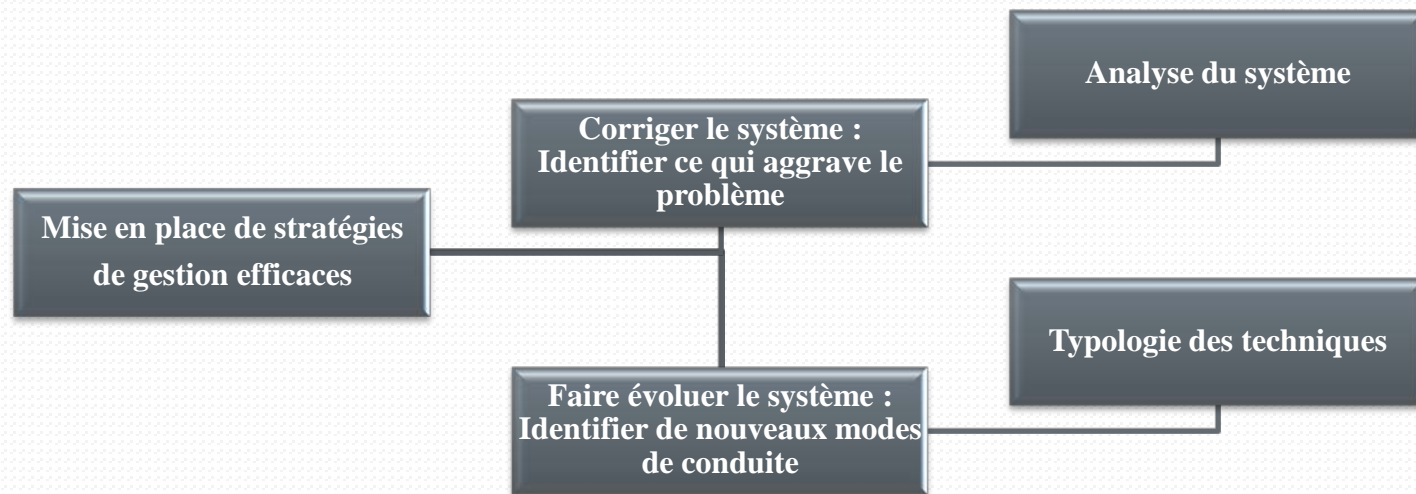 Mise en place de stratégies
de gestion efficaces
Corriger le système :
Identifier ce qui aggrave le
problème
Analyse du système
Faire évoluer le système :
Identifier de nouveaux modes
de conduite
Typologie des techniques